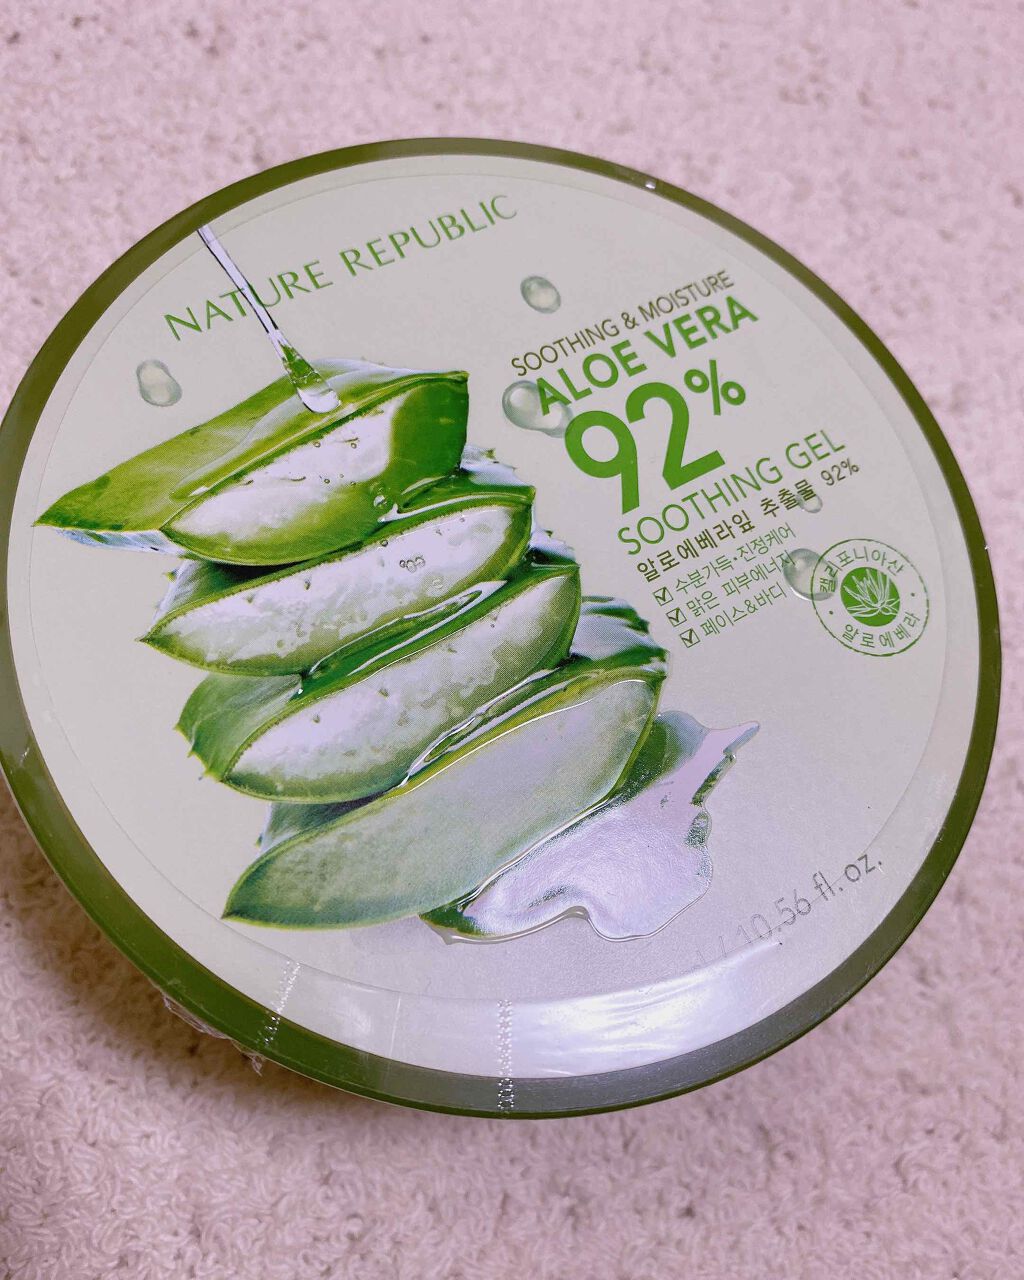 NATURE REPUBLIC
SOOTHING & MOISTURE
ALOE VERA
92%
SOOTHING GEL
알로에베라잎 추출물 92%
수분가득·진정케어
맑은 피부에너지
페이스&바디
캘리포니아산
알로에베라
/ 10.56 fl. oz.